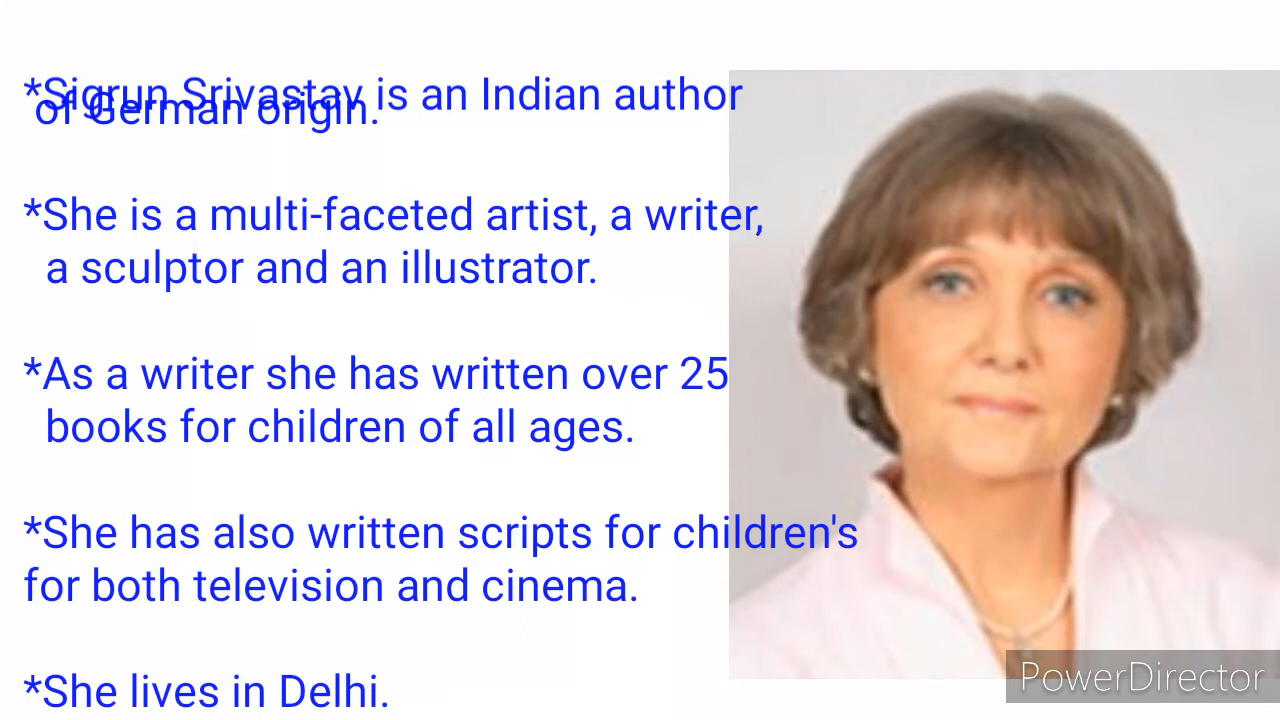 *Sigrun Srivastav is an Indian author
of German origin.
*She is a multi-faceted artist, a writer,
a sculptor and an illustrator.
*As a writer she has written over 25
books for children of all ages.
*She has also written scripts for children's
for both television and cinema.
*She lives in Delhi.
PowerDirector